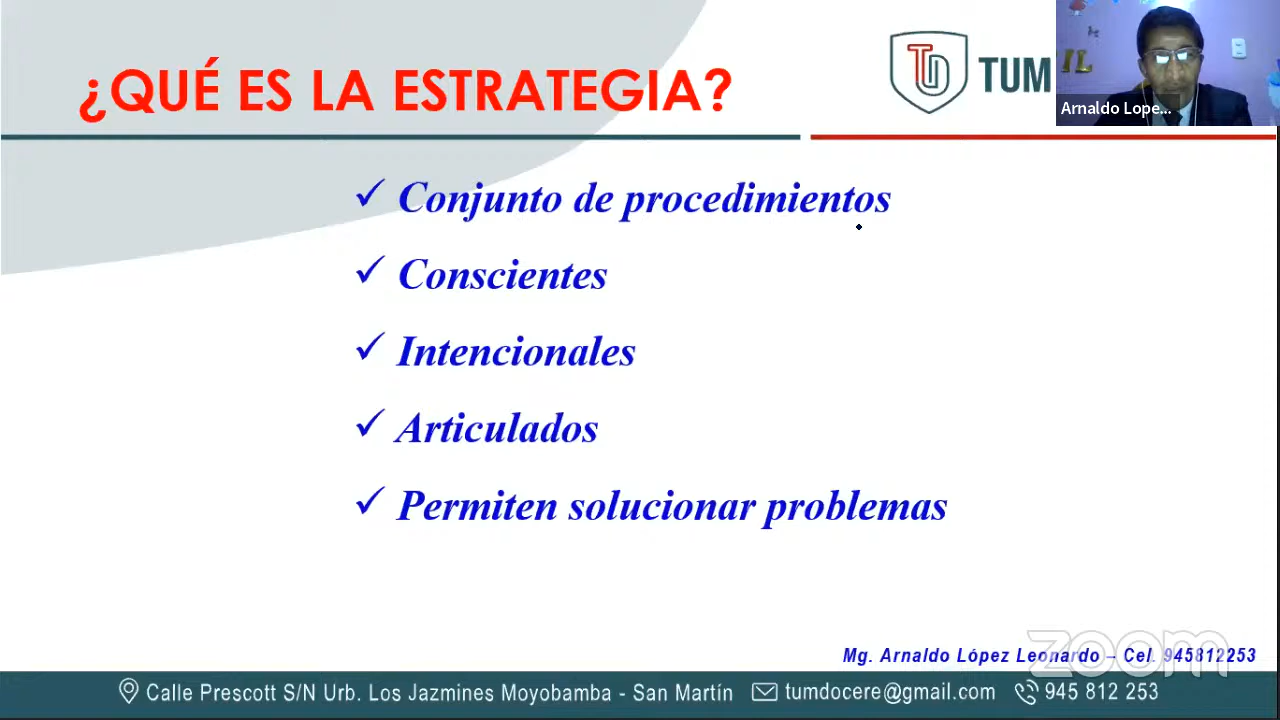 ¿QUÉ ES LA ESTRATEGIA?
TD TUM
Arnaldo Lope...
✓ Conjunto de procedimientos
✓ Conscientes
✓ Intencionales
✓ Articulados
✓ Permiten solucionar problemas
zoom
Mg. Arnaldo López Leonardo – Cel. 945812253
Calle Prescott S/N Urb. Los Jazmines Moyobamba - San Martín tumdocere@gmail.com 945 812 253